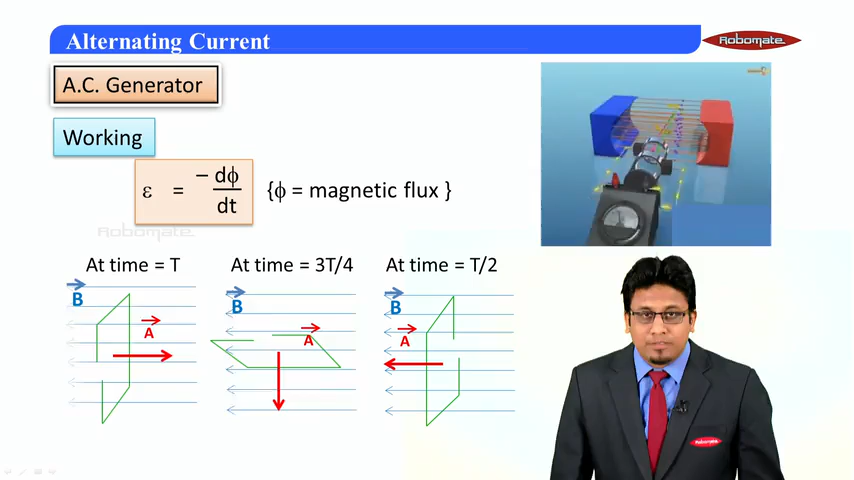 Alternating Current
Robomate
A.C. Generator
Working
ε = – dϕ
dt
{ϕ = magnetic flux }
Robomate
At time = T
At time = 3T/4
At time = T/2
B
A
B
A
B
A
Robomate